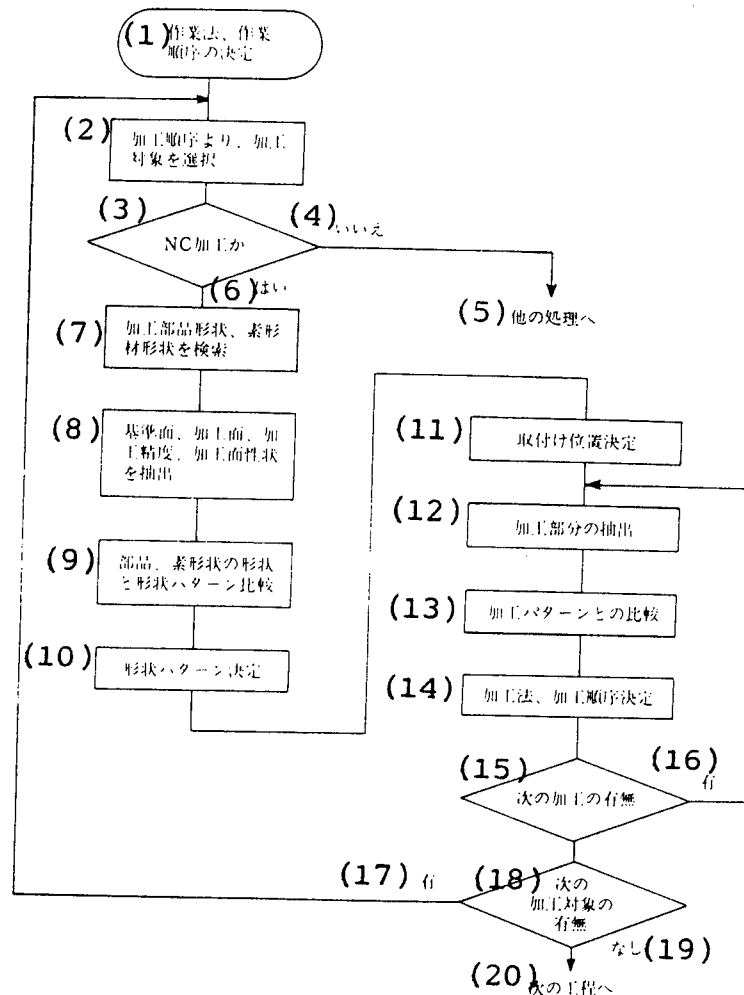 (1)作業法、作業
順序の決定
(2)
加工順序より、加工
対象を選択
(3)
(4)いいえ
NC加工か
(5)他の処理へ
(6)はい
(7)
加工部品形状、素形
材形状を検索
(8)
基準面、加工面、加
工精度、加工面性状
を抽出
(9)
部品、素形状の形状
と形状パターン比較
(10)
形状パターン決定
(11)
取付け位置決定
(12)
加工部分の抽出
(13)
加工パターンとの比較
(14)
加工法、加工順序決定
(15)
(16)
有
次の加工の有無
(17)有
(18)次の
加工対象の
有無
なし(19)
(20)次の工程へ